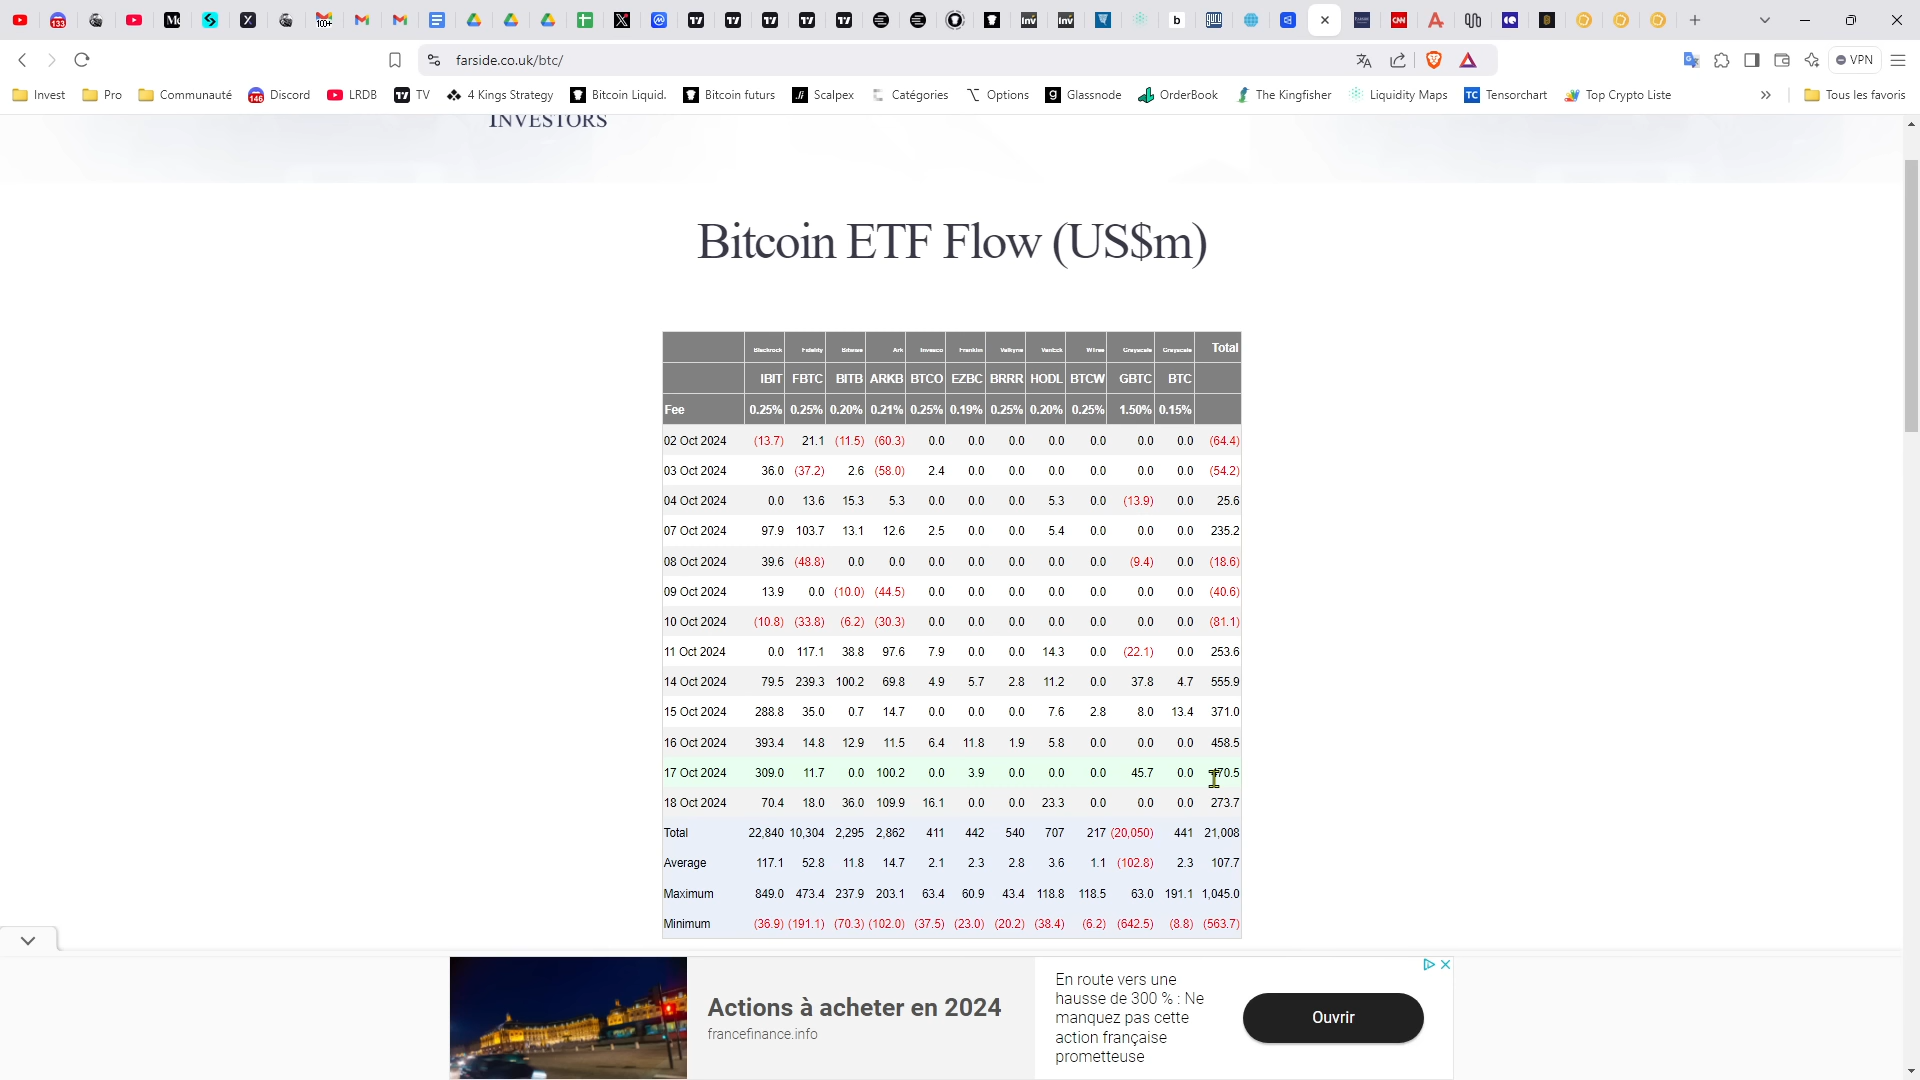 133
100+
farside.co.uk/btc/
VPN
Invest Pro Communauté Discord LRDB TV 4 Kings Strategy Bitcoin Liquid. Bitcoin futurs Scalpex Catégories Options Glassnode OrderBook The Kingfisher Liquidity Maps Tensorchart Top Crypto Liste » Tous les favoris
INVESTORS
Bitcoin ETF Flow (US$m)
Blackrock Fidelity Bitwise Ark Invesco Franklin Valkyrie VanEck WTree Grayscale Grayscale Total
IBIT FBTC BITB ARKB BTCO EZBC BRRR HODL BTCW GBTC BTC
Fee 0.25% 0.25% 0.20% 0.21% 0.25% 0.19% 0.25% 0.20% 0.25% 1.50% 0.15%
02 Oct 2024 (13.7) 21.1 (11.5) (60.3) 0.0 0.0 0.0 0.0 0.0 0.0 0.0 (64.4)
03 Oct 2024 36.0 (37.2) 2.6 (58.0) 2.4 0.0 0.0 0.0 0.0 0.0 0.0 (54.2)
04 Oct 2024 0.0 13.6 15.3 5.3 0.0 0.0 0.0 5.3 0.0 (13.9) 0.0 25.6
07 Oct 2024 97.9 103.7 13.1 12.6 2.5 0.0 0.0 5.4 0.0 0.0 0.0 235.2
08 Oct 2024 39.6 (48.8) 0.0 0.0 0.0 0.0 0.0 0.0 0.0 (9.4) 0.0 (18.6)
09 Oct 2024 13.9 0.0 (10.0) (44.5) 0.0 0.0 0.0 0.0 0.0 0.0 0.0 (40.6)
10 Oct 2024 (10.8) (33.8) (6.2) (30.3) 0.0 0.0 0.0 0.0 0.0 0.0 0.0 (81.1)
11 Oct 2024 0.0 117.1 38.8 97.6 7.9 0.0 0.0 14.3 0.0 (22.1) 0.0 253.6
14 Oct 2024 79.5 239.3 100.2 69.8 4.9 5.7 2.8 11.2 0.0 37.8 4.7 555.9
15 Oct 2024 288.8 35.0 0.7 14.7 0.0 0.0 0.0 7.6 2.8 8.0 13.4 371.0
16 Oct 2024 393.4 14.8 12.9 11.5 6.4 11.8 1.9 5.8 0.0 0.0 0.0 458.5
17 Oct 2024 309.0 11.7 0.0 100.2 0.0 3.9 0.0 0.0 0.0 45.7 0.0 70.5
18 Oct 2024 70.4 18.0 36.0 109.9 16.1 0.0 0.0 23.3 0.0 0.0 0.0 273.7
Total 22,840 10,304 2,295 2,862 411 442 540 707 217 (20,050) 441 21,008
Average 117.1 52.8 11.8 14.7 2.1 2.3 2.8 3.6 1.1 (102.8) 2.3 107.7
Maximum 849.0 473.4 237.9 203.1 63.4 60.9 43.4 118.8 118.5 63.0 191.1 1,045.0
Minimum (36.9) (191.1) (70.3) (102.0) (37.5) (23.0) (20.2) (38.4) (6.2) (642.5) (8.8) (563.7)
Actions à acheter en 2024
francefinance.info
En route vers une
hausse de 300 % : Ne
manquez pas cette
action française
prometteuse
Ouvrir